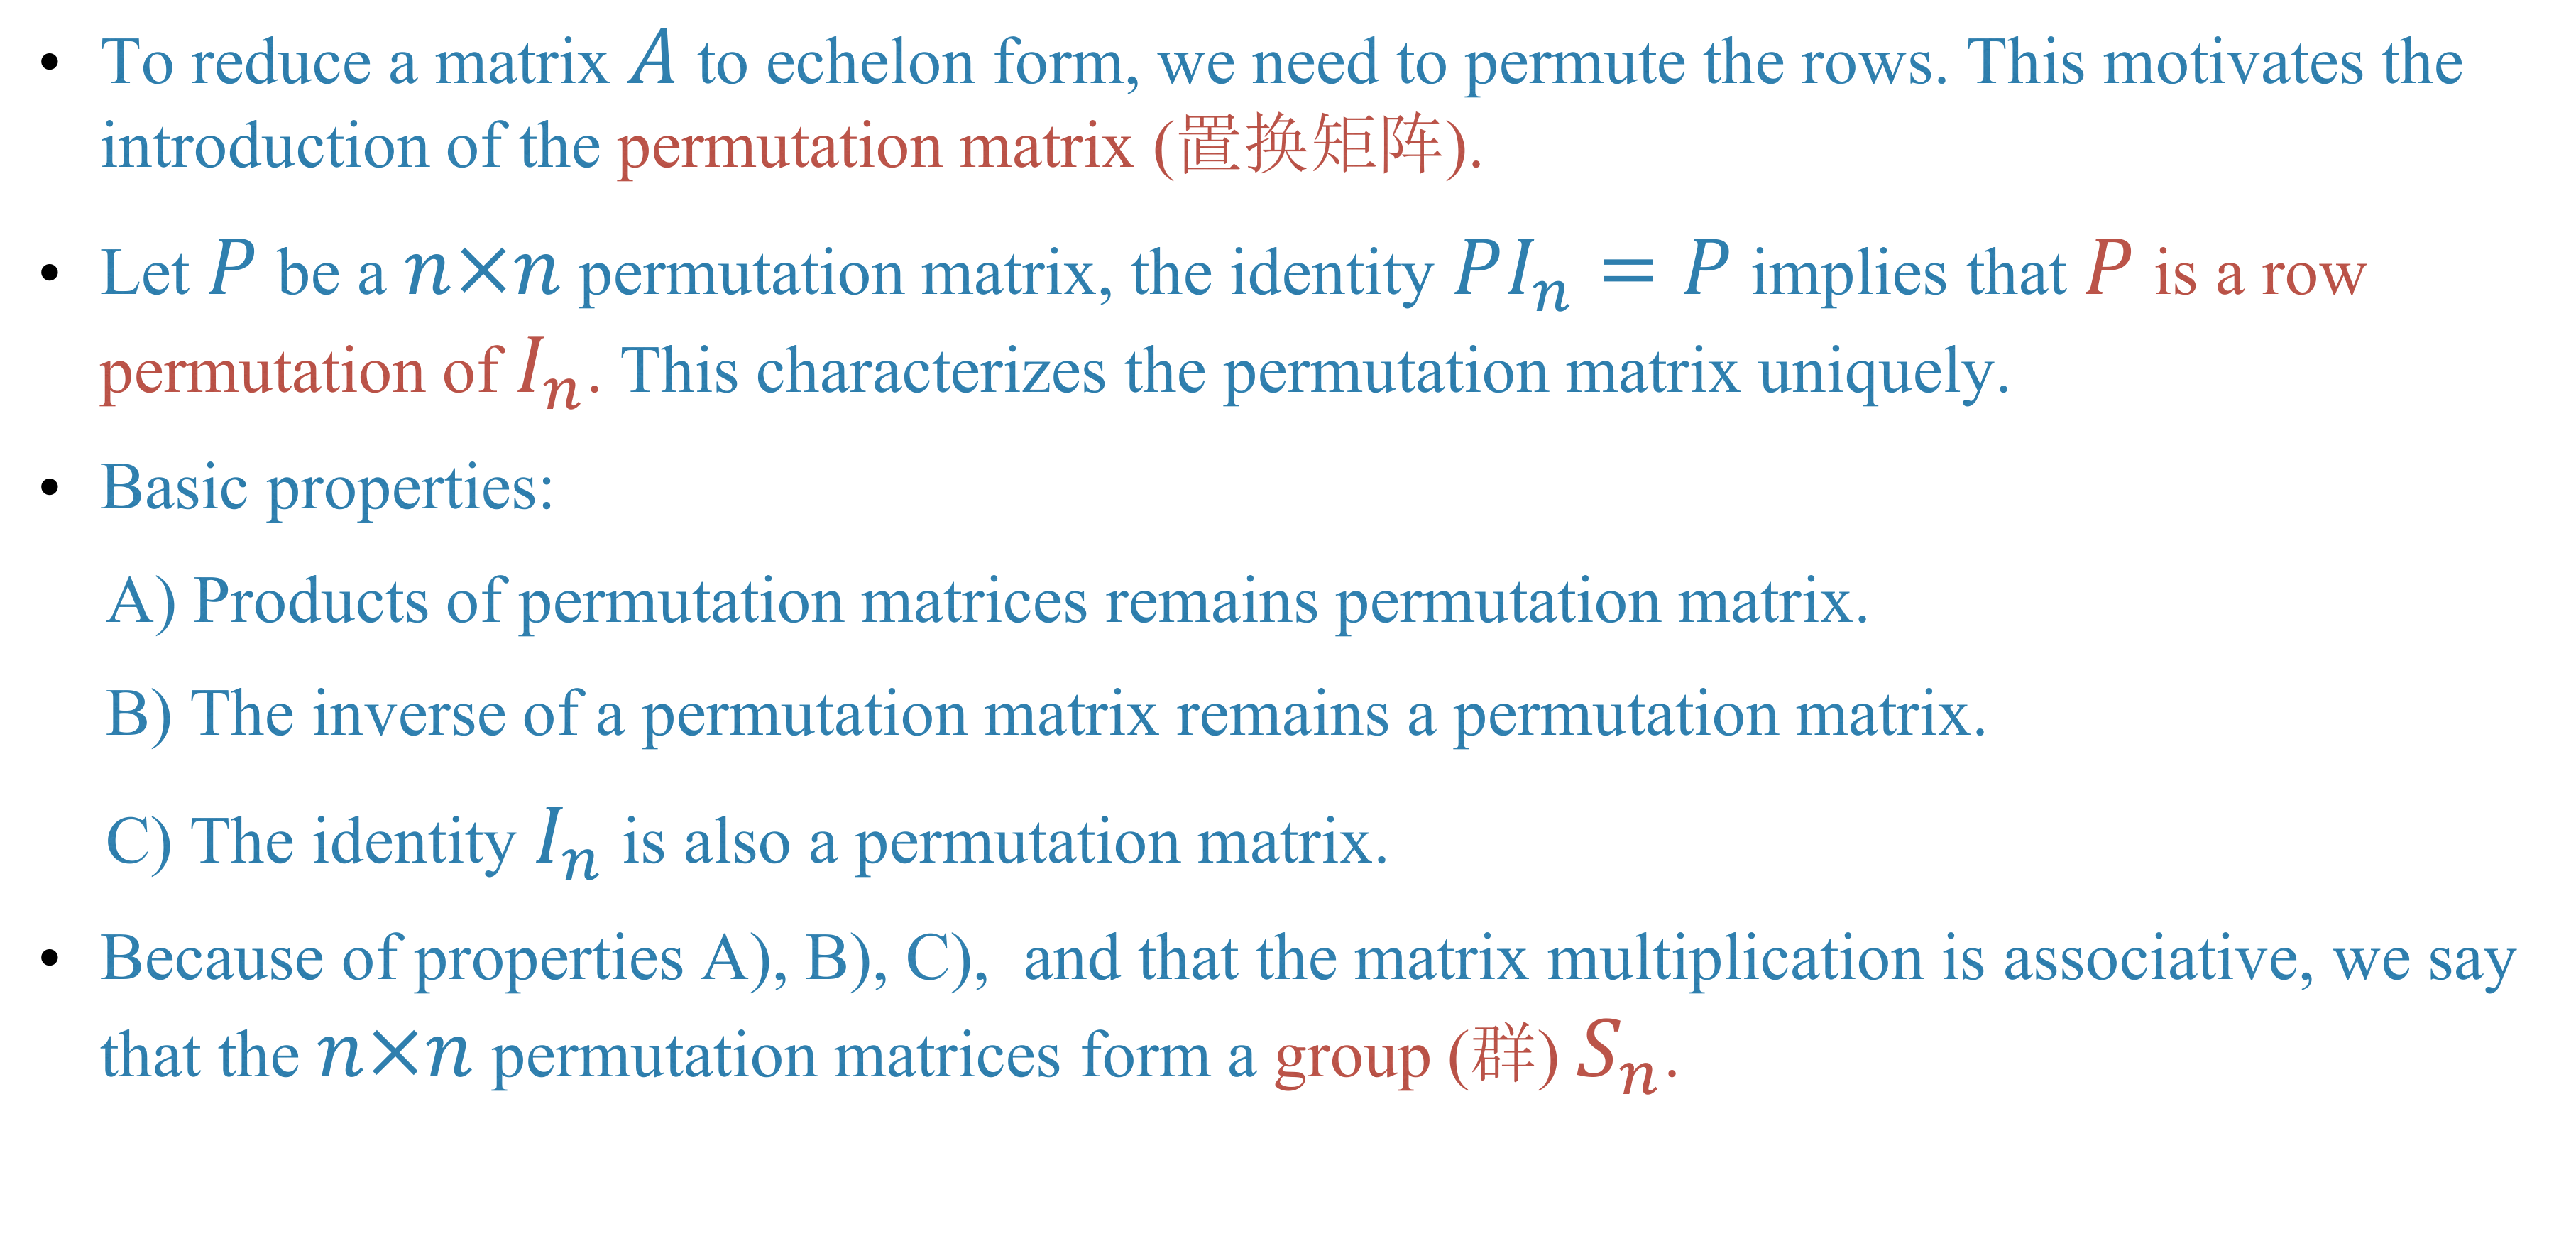 • To reduce a matrix A to echelon form, we need to permute the rows. This motivates the
introduction of the permutation matrix (置换矩阵).
• Let P be a n×n permutation matrix, the identity PIₙ = P implies that P is a row
permutation of Iₙ. This characterizes the permutation matrix uniquely.
• Basic properties:
A) Products of permutation matrices remains permutation matrix.
B) The inverse of a permutation matrix remains a permutation matrix.
C) The identity Iₙ is also a permutation matrix.
• Because of properties A), B), C), and that the matrix multiplication is associative, we say
that the n×n permutation matrices form a group (群) Sₙ.